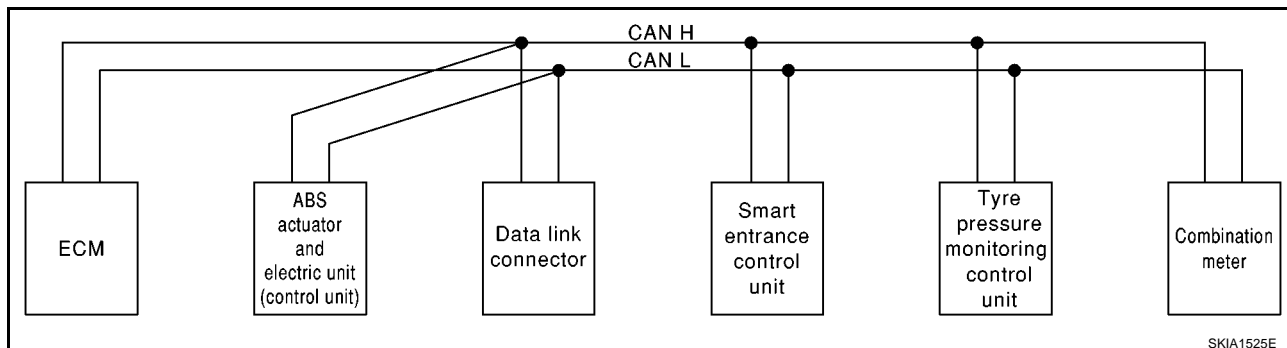 CAN H
CAN L
ECM
ABS
actuator
and
electric unit
(control unit)
Data link
connector
Smart
entrance
control
unit
Tyre
pressure
monitoring
control
unit
Combination
meter
SKIA1525E